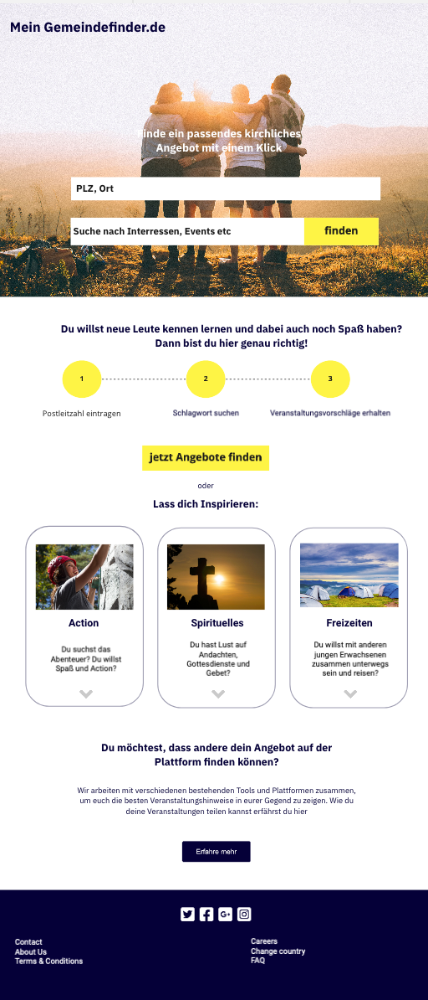 Mein Gemeindefinder.de
Finde ein passendes kirchliches
Angebot mit einem Klick
PLZ, Ort
Suche nach Interressen, Events etc
finden
Du willst neue Leute kennen lernen und dabei auch noch Spaß haben?
Dann bist du hier genau richtig!
1
2
3
Postleitzahl eintragen
Schlagwort suchen
Veranstaltungsvorschläge erhalten
jetzt Angebote finden
oder
Lass dich Inspirieren:
Action
Du suchst das
Abenteuer? Du willst
Spaß und Action?
Spirituelles
Du hast Lust auf
Andachten,
Gottesdienste und
Gebet?
Freizeiten
Du willst mit anderen
jungen Erwachsenen
zusammen unterwegs
sein und reisen?
Du möchtest, dass andere dein Angebot auf der
Plattform finden können?
Wir arbeiten mit verschiedenen bestehenden Tools und Plattformen zusammen,
um euch die besten Veranstaltungshinweise in eurer Gegend zu zeigen. Wie du
deine Veranstaltungen teilen kannst erfährst du hier
Erfahre mehr
Contact
About Us
Terms & Conditions
Careers
Change country
FAQ